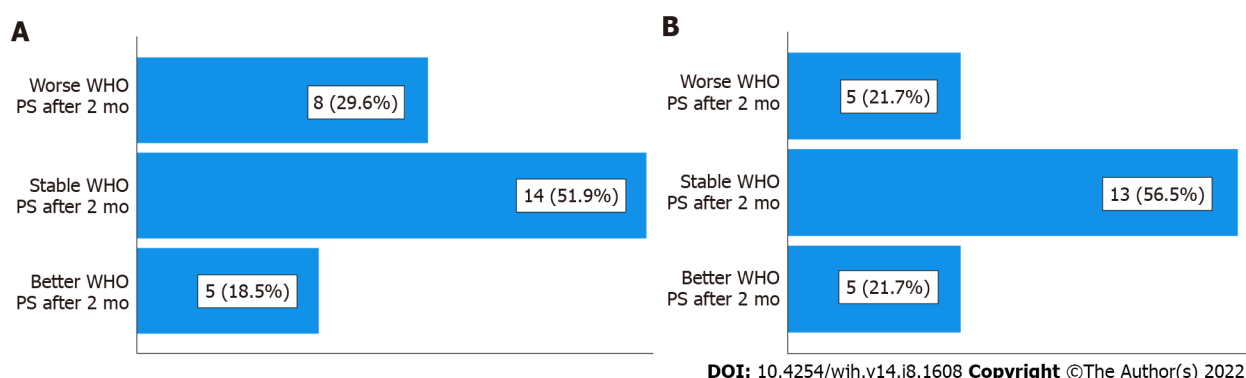 A
Worse WHO
PS after 2 mo
8 (29.6%)
Stable WHO
PS after 2 mo
14 (51.9%)
Better WHO
PS after 2 mo
5 (18.5%)
B
Worse WHO
PS after 2 mo
5 (21.7%)
Stable WHO
PS after 2 mo
13 (56.5%)
Better WHO
PS after 2 mo
5 (21.7%)
DOI: 10.4254/wjh.v14.i8.1608 Copyright ©The Author(s) 2022